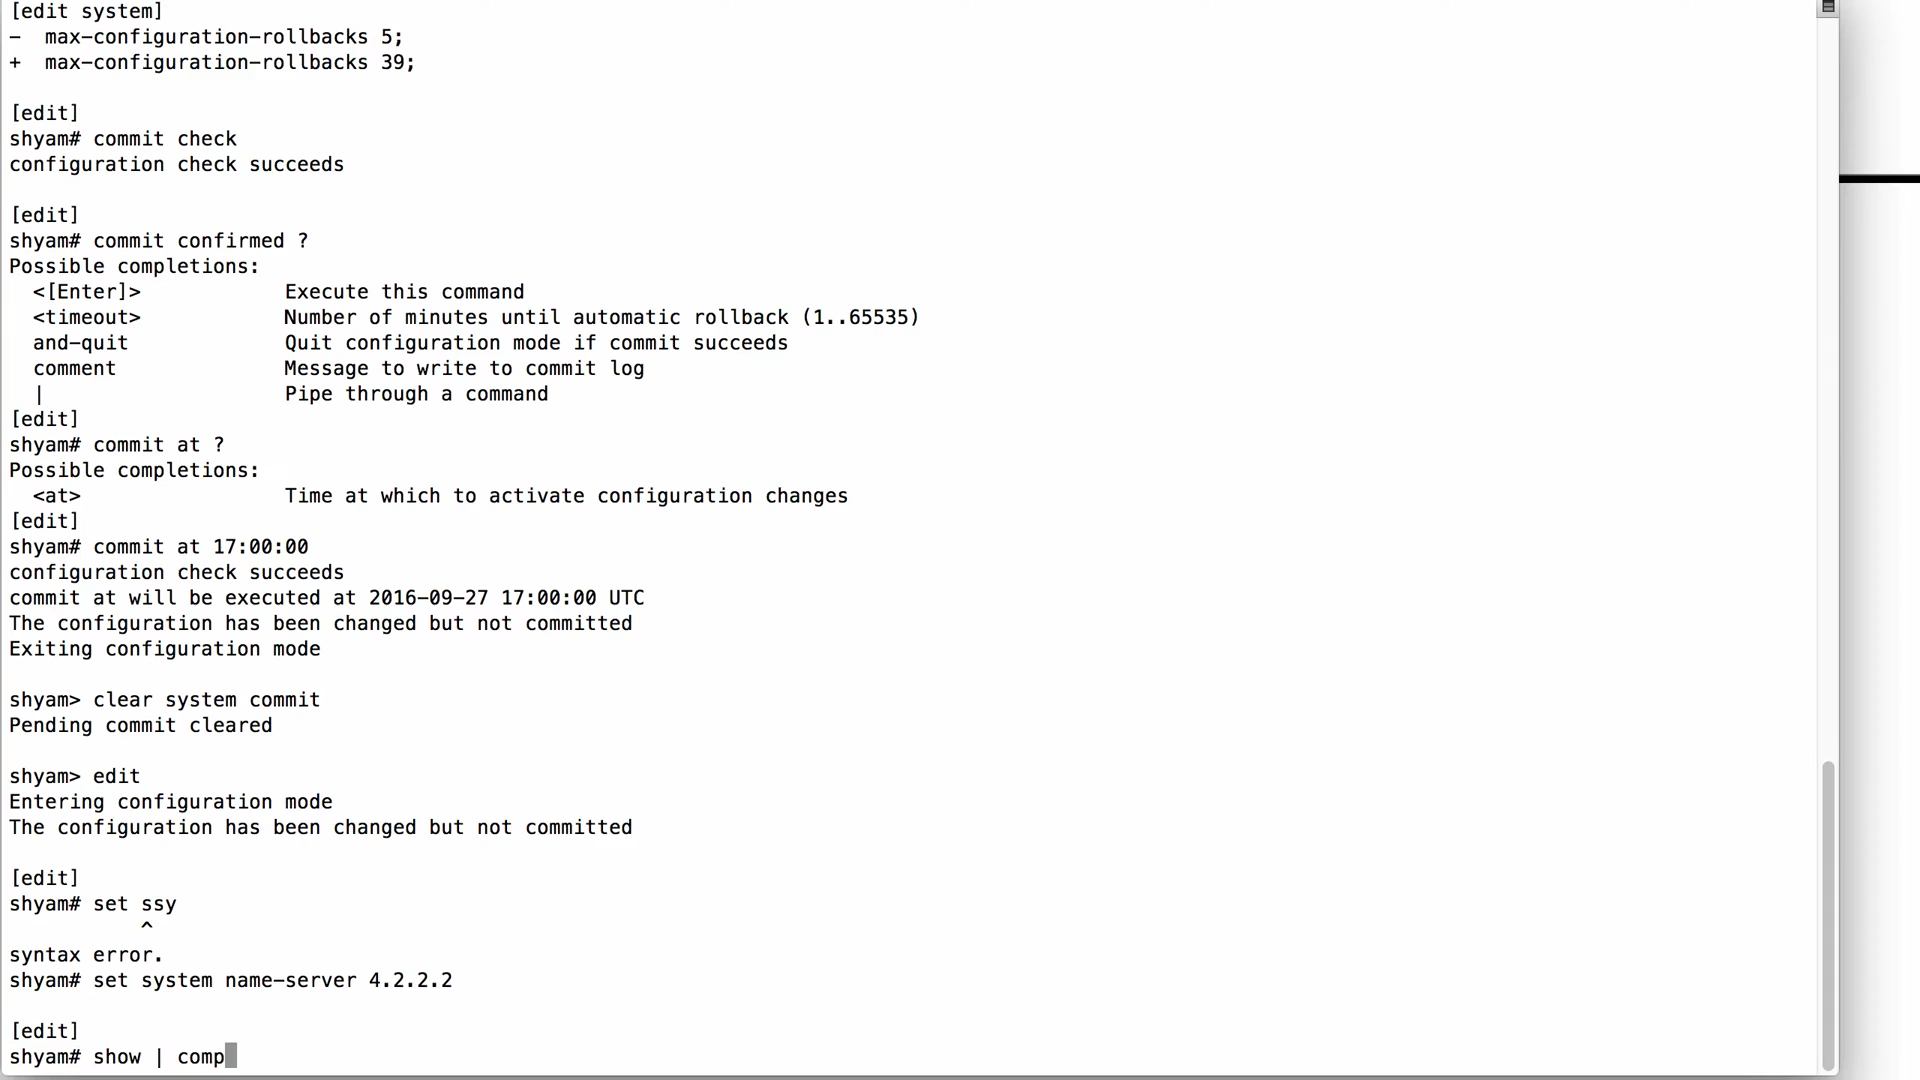 [edit system]
-  max-configuration-rollbacks 5;
+  max-configuration-rollbacks 39;
[edit]
shyam# commit check
configuration check succeeds
[edit]
shyam# commit confirmed ?
Possible completions:
  <[Enter]>            Execute this command
  <timeout>            Number of minutes until automatic rollback (1..65535)
  and-quit             Quit configuration mode if commit succeeds
  comment              Message to write to commit log
  |                    Pipe through a command
[edit]
shyam# commit at ?
Possible completions:
  <at>                 Time at which to activate configuration changes
[edit]
shyam# commit at 17:00:00
configuration check succeeds
commit at will be executed at 2016-09-27 17:00:00 UTC
The configuration has been changed but not committed
Exiting configuration mode
shyam> clear system commit
Pending commit cleared
shyam> edit
Entering configuration mode
The configuration has been changed but not committed
[edit]
shyam# set ssy
           ^
syntax error.
shyam# set system name-server 4.2.2.2
[edit]
shyam# show | comp